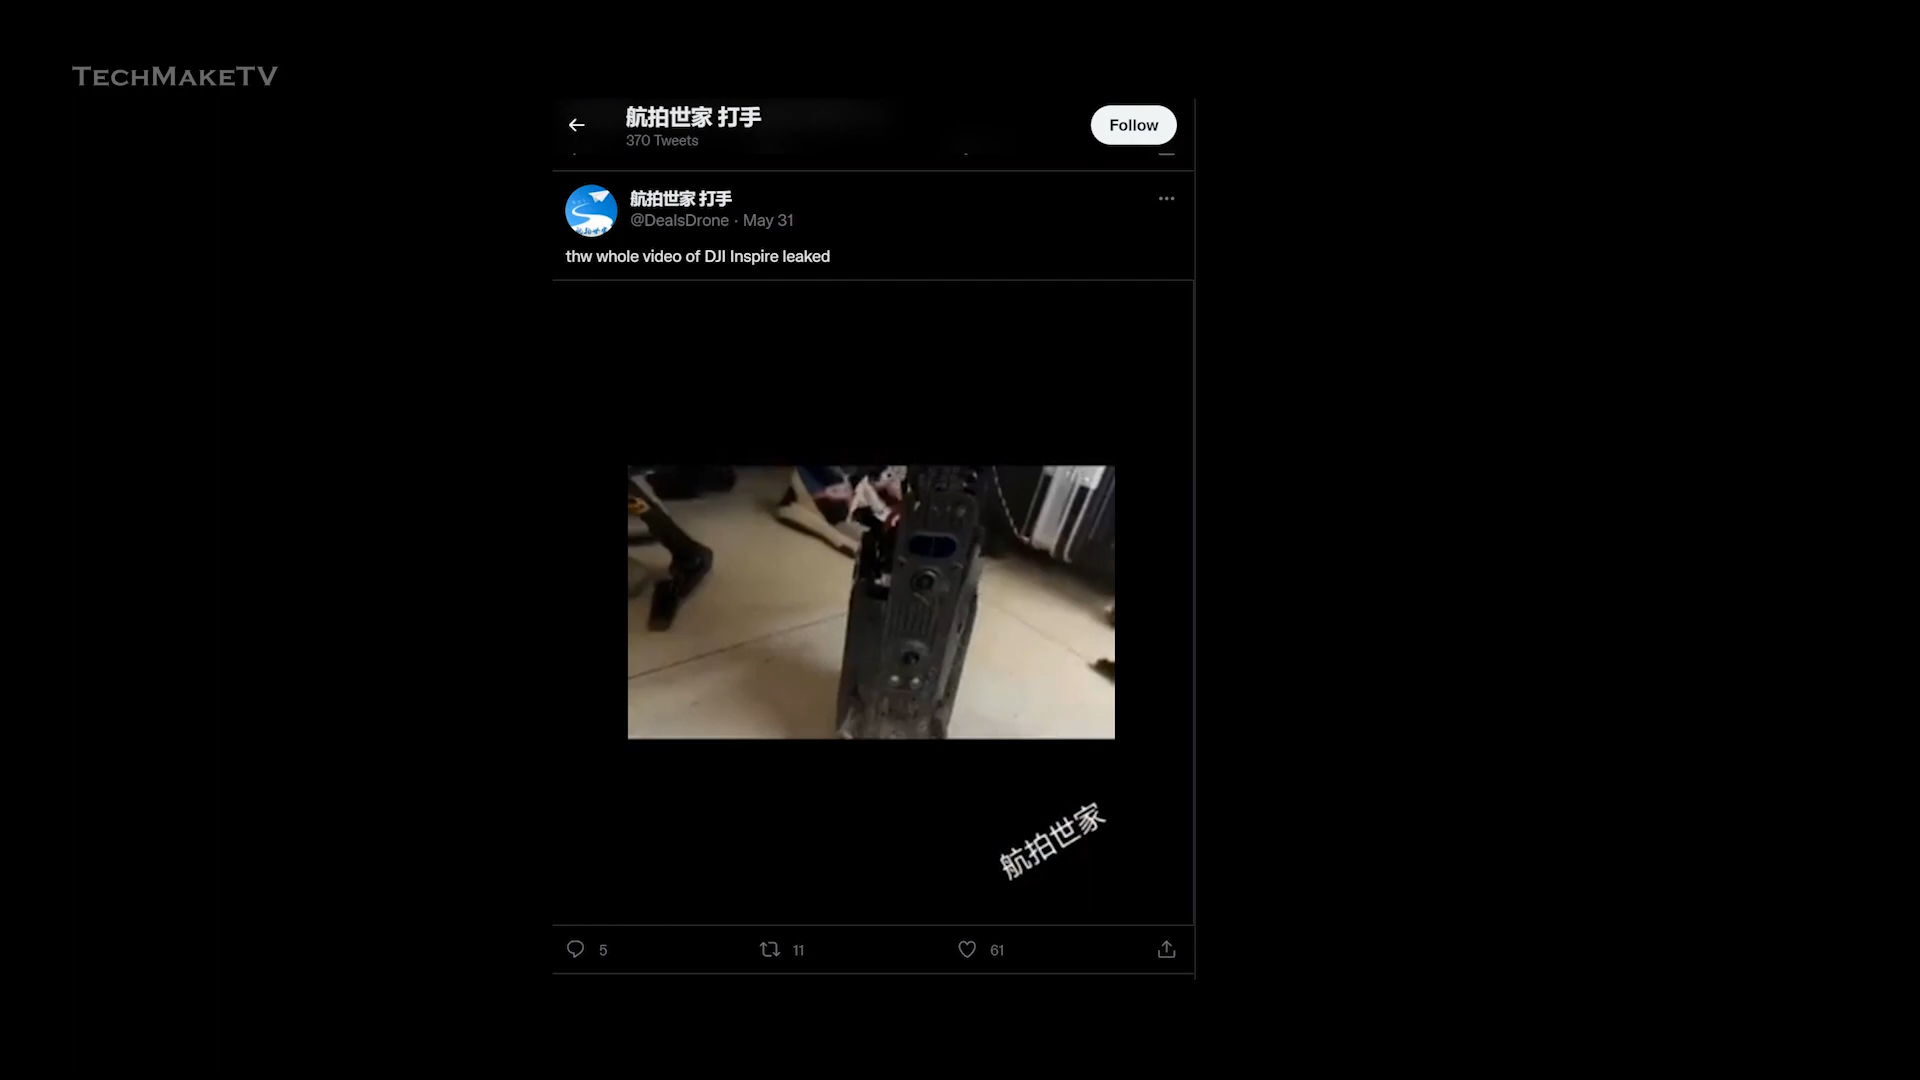 TECHMAKETV
航拍世家 打手
370 Tweets
Follow
航拍世家 打手
@DealsDrone · May 31
thw whole video of DJI Inspire leaked
航拍世家
5
11
61